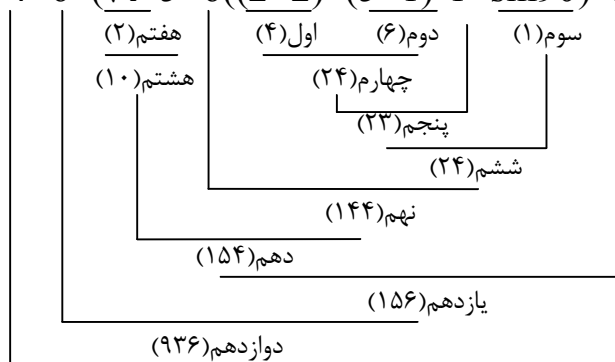 هفتم(۲) اول(۴) دوم(۶) سوم(۱)
هشتم(۱۰) چهارم(۲۴)
پنجم(۲۳)
ششم(۲۴)
نهم(۱۴۴)
دهم(۱۵۴)
یازدهم(۱۵۶)
دوازدهم(۹۳۶)